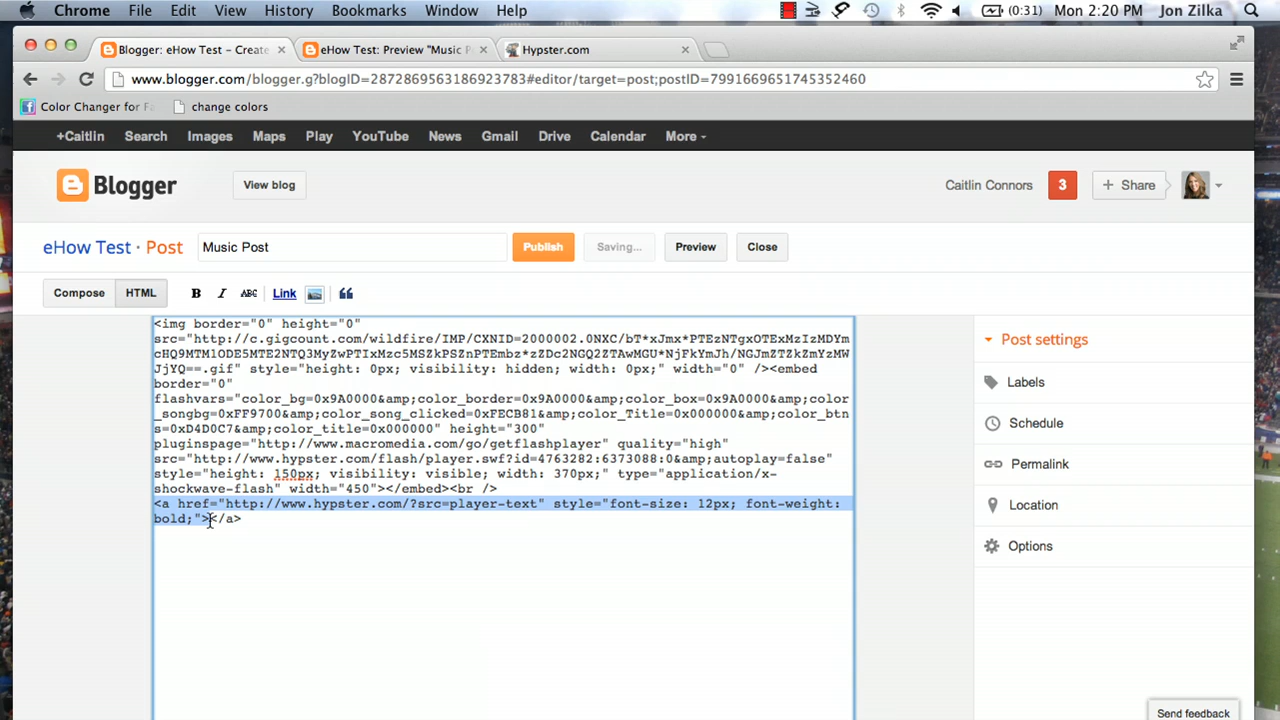 Chrome File Edit View History Bookmarks Window Help (0:31) Mon 2:20 PM Jon Zilka
Blogger: eHow Test – Create eHow Test: Preview "Music P Hypster.com
www.blogger.com/blogger.g?blogID=2872869563186923783#editor/target=post;postID=7991669651745352460
Color Changer for Fa change colors
+Caitlin Search Images Maps Play YouTube News Gmail Drive Calendar More
Blogger View blog Caitlin Connors 3 + Share
eHow Test · Post Music Post Publish Saving... Preview Close
Compose HTML B I ABC Link
<img border="0" height="0"
src="http://c.gigcount.com/wildfire/IMP/CXNID=2000002.0NXC/bT*xJmx*PTEzNTgxOTExMzIzMDYm
cHQ9MTM1ODE5MTE2NTQ3MyZwPTIxMzc5MSZkPSZnPTEmbz*zZDc2NGQ2ZTAwMGU*NjFkYmJh/NGJmZTZkZmYzMW
JjYQ==.gif" style="height: 0px; visibility: hidden; width: 0px;" width="0" /><embed
border="0"
flashvars="color_bg=0x9A0000&amp;color_border=0x9A0000&amp;color_box=0x9A0000&amp;color
_songbg=0xFF9700&amp;color_song_clicked=0xFECB81&amp;color_Title=0x000000&amp;color_btn
s=0xD4D0C7&amp;color_title=0x000000" height="300"
pluginspage="http://www.macromedia.com/go/getflashplayer" quality="high"
src="http://www.hypster.com/flash/player.swf?id=4763282:6373088:0&amp;autoplay=false"
style="height: 150px; visibility: visible; width: 370px;" type="application/x-
shockwave-flash" width="450"></embed><br />
<a href="http://www.hypster.com/?src=player-text" style="font-size: 12px; font-weight:
bold;"></a>
Post settings
Labels
Schedule
Permalink
Location
Options
Send feedback